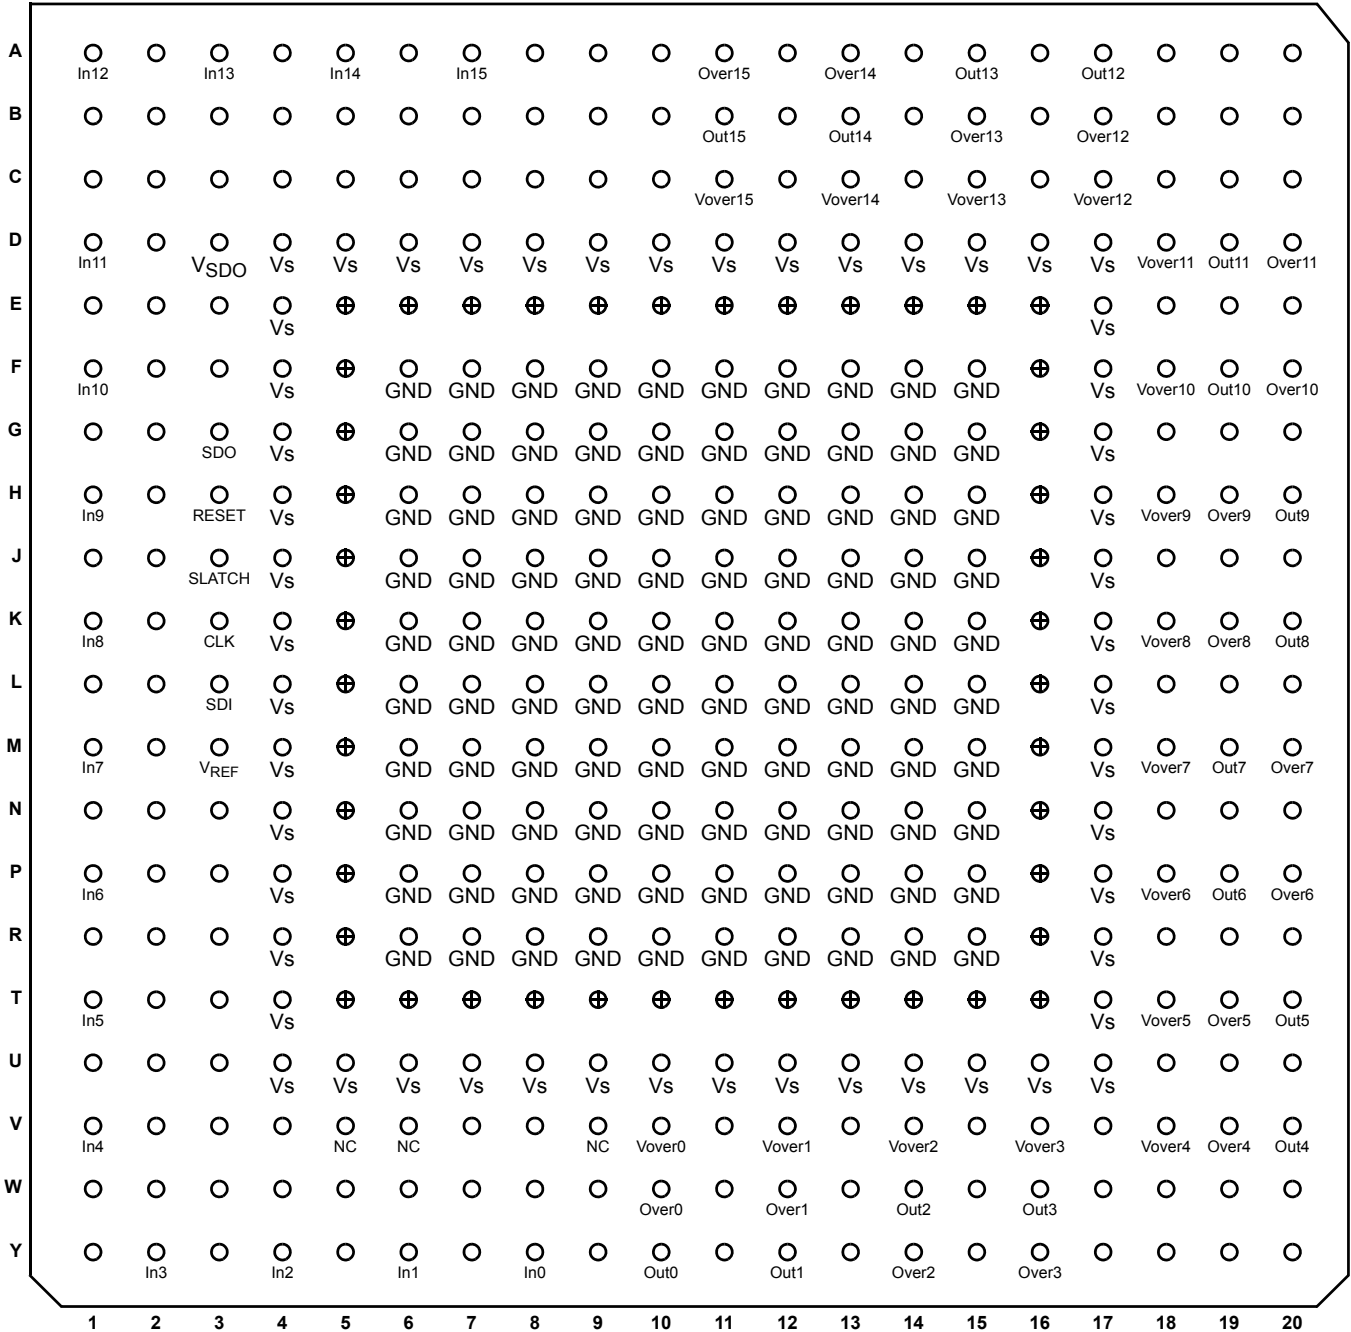 A
In12 In13 In14 In15 Over15 Over14 Out13 Out12
B
Out15 Out14 Over13 Over12
C
Vover15 Vover14 Vover13 Vover12
D
In11 VSDO Vs Vs Vs Vs Vs Vs Vs Vs Vs Vs Vs Vs Vs Vs Vover11 Out11 Over11
E
Vs Vs
F
In10 Vs GND GND GND GND GND GND GND GND GND GND Vs Vover10 Out10 Over10
G
SDO Vs GND GND GND GND GND GND GND GND GND GND Vs
H
In9 RESET Vs GND GND GND GND GND GND GND GND GND GND Vs Vover9 Over9 Out9
J
SLATCH Vs GND GND GND GND GND GND GND GND GND GND Vs
K
In8 CLK Vs GND GND GND GND GND GND GND GND GND GND Vs Vover8 Over8 Out8
L
SDI Vs GND GND GND GND GND GND GND GND GND GND Vs
M
In7 VREF Vs GND GND GND GND GND GND GND GND GND GND Vs Vover7 Out7 Over7
N
Vs GND GND GND GND GND GND GND GND GND GND Vs
P
In6 Vs GND GND GND GND GND GND GND GND GND GND Vs Vover6 Out6 Over6
R
Vs GND GND GND GND GND GND GND GND GND GND Vs
T
In5 Vs Vs Vover5 Over5 Out5
U
Vs Vs Vs Vs Vs Vs Vs Vs Vs Vs Vs Vs Vs Vs
V
In4 NC NC NC Vover0 Vover1 Vover2 Vover3 Vover4 Over4 Out4
W
Over0 Over1 Out2 Out3
Y
In3 In2 In1 In0 Out0 Out1 Over2 Over3
1 2 3 4 5 6 7 8 9 10 11 12 13 14 15 16 17 18 19 20